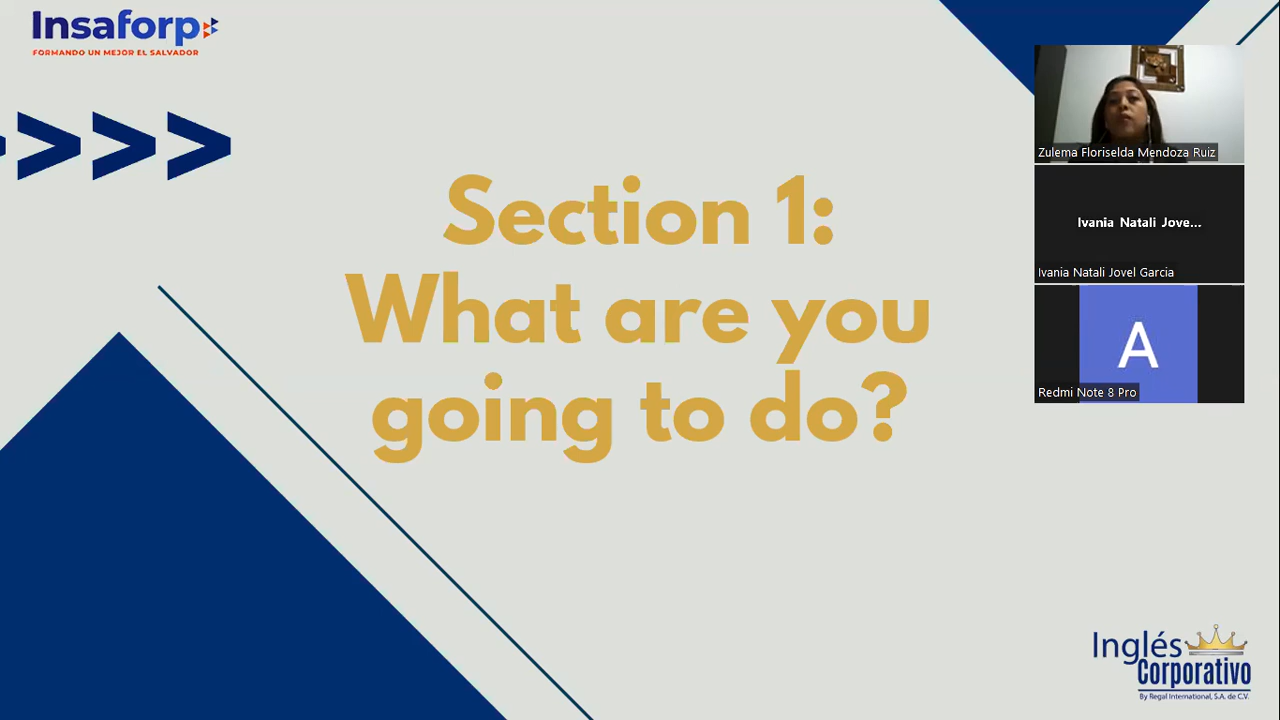 Insaforp
FORMANDO UN MEJOR EL SALVADOR
Section 1:
What are you
going to do?
Zulema Floriselda Mendoza Ruiz
Ivania Natali Jove...
Ivania Natali Jovel Garcia
A
Redmi Note 8 Pro
Inglés
Corporativo
By Regal International, S.A. de C.V.